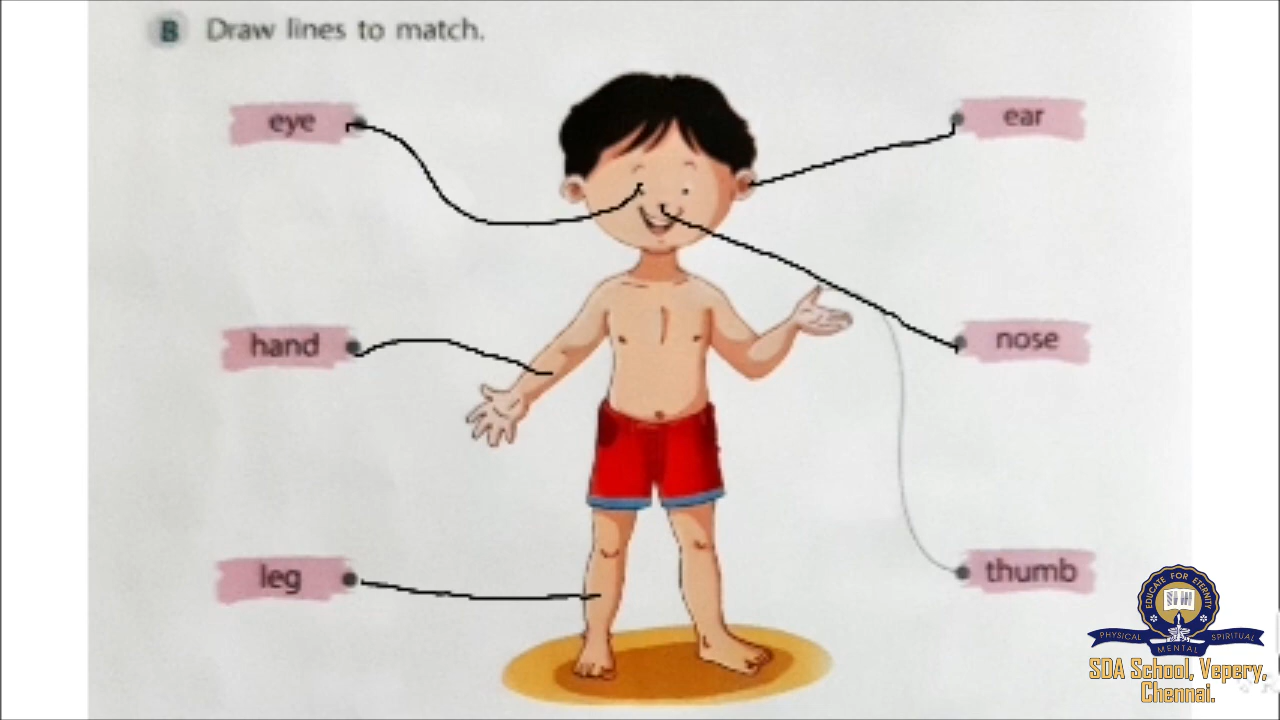 B Draw lines to match.
eye
ear
hand
nose
leg
thumb
EDUCATE FOR ETERNITY
PHYSICAL MENTAL SPIRITUAL
SDA School, Vepery,
Chennai.